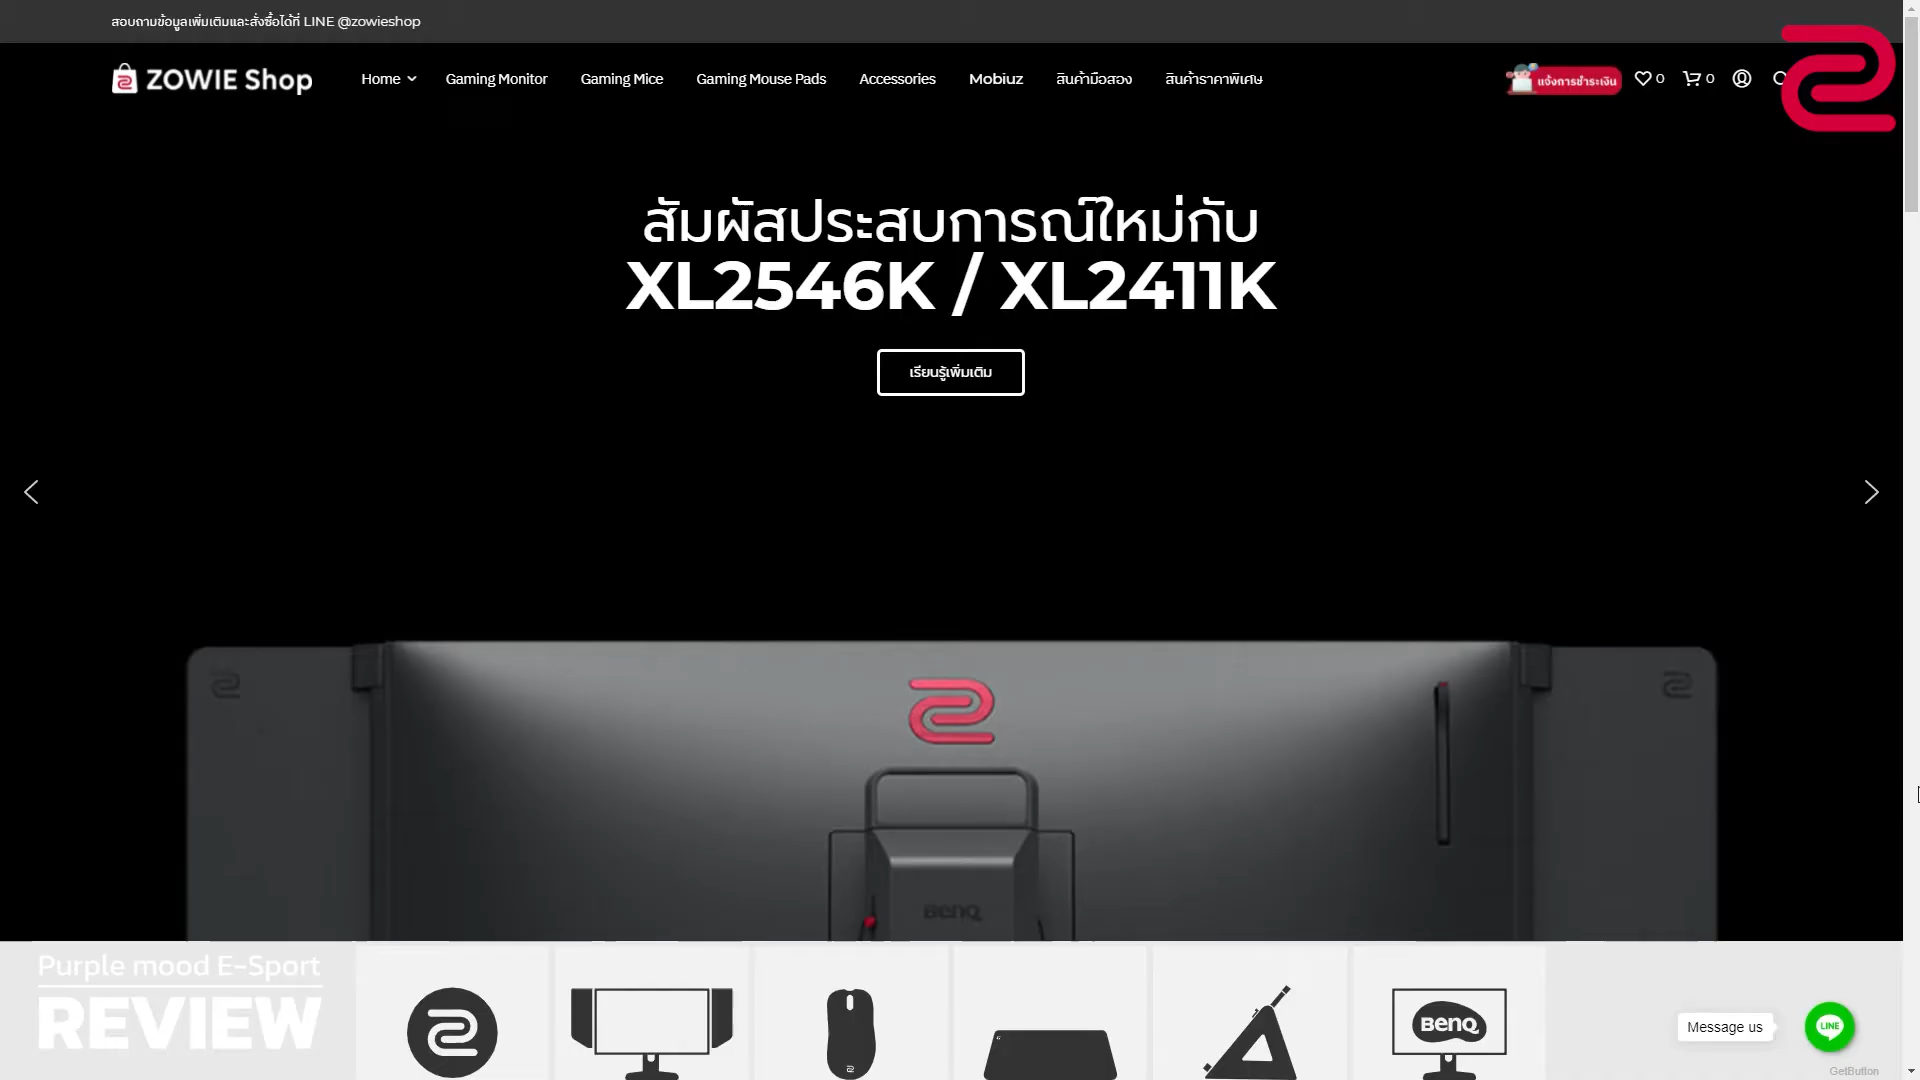 สอบถามข้อมูลเพิ่มเติมและสั่งซื้อได้ที่ LINE @zowieshop
ZOWIE Shop
Home
Gaming Monitor
Gaming Mice
Gaming Mouse Pads
Accessories
Mobiuz
สินค้ามือสอง
สินค้าราคาพิเศษ
แจ้งการชำระเงิน
0
0
สัมผัสประสบการณ์ใหม่กับ
XL2546K / XL2411K
เรียนรู้เพิ่มเติม
BenQ
Purple mood E-Sport
REVIEW
BenQ
Message us
LINE
GetButton